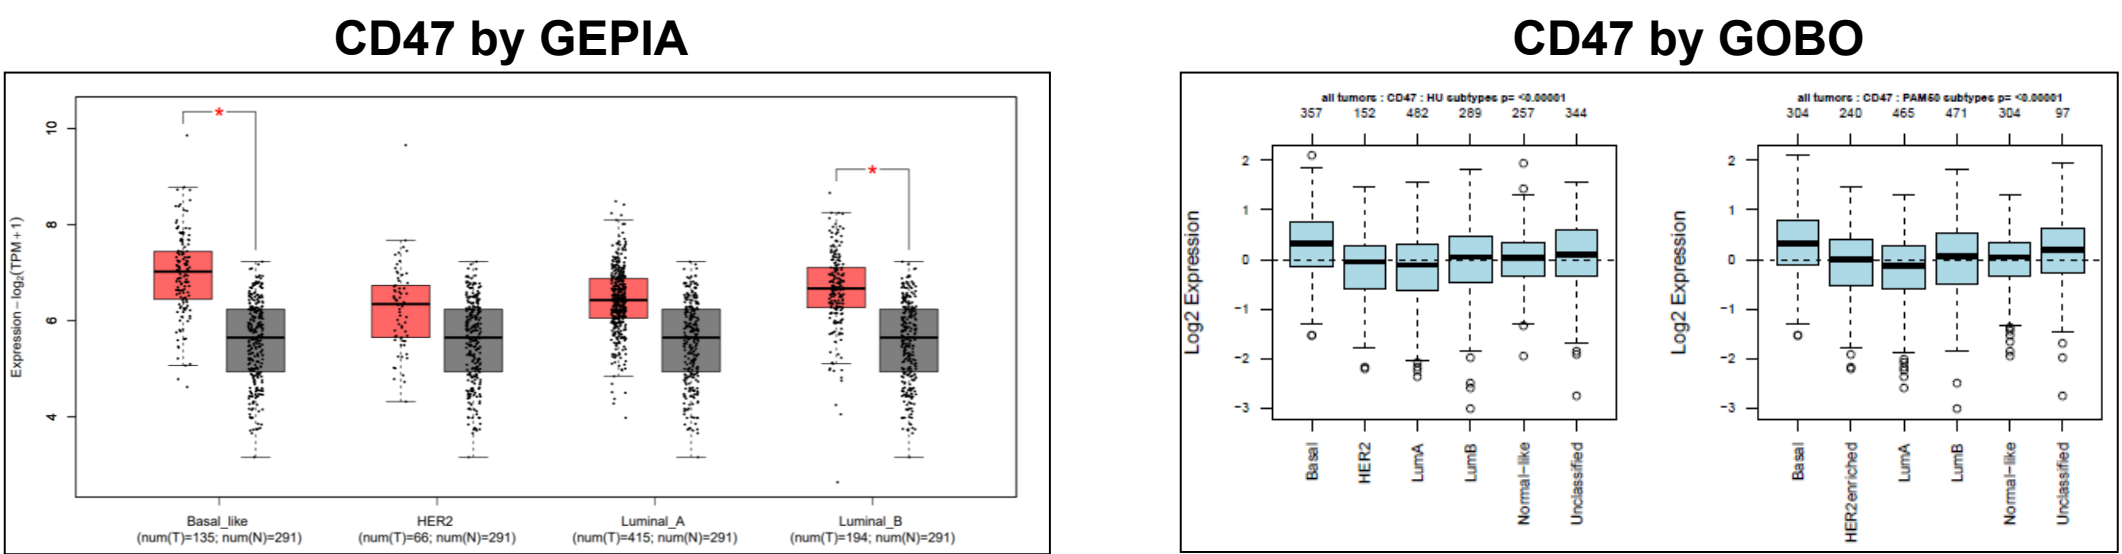 CD47 by GEPIA
Expression – log₂(TPM + 1)
10
8
6
4
*
*
Basal_like
(num(T)=135; num(N)=291)
HER2
(num(T)=66; num(N)=291)
Luminal_A
(num(T)=415; num(N)=291)
Luminal_B
(num(T)=194; num(N)=291)
CD47 by GOBO
all tumors : CD47 : HU subtypes p= <0.00001
357 152 482 289 257 344
Log2 Expression
2
1
0
−1
−2
−3
Basal
HER2
LumA
LumB
Normal−like
Unclassified
all tumors : CD47 : PAM50 subtypes p= <0.00001
304 240 465 471 304 97
Log2 Expression
2
1
0
−1
−2
−3
Basal
HER2enriched
LumA
LumB
Normal−like
Unclassified